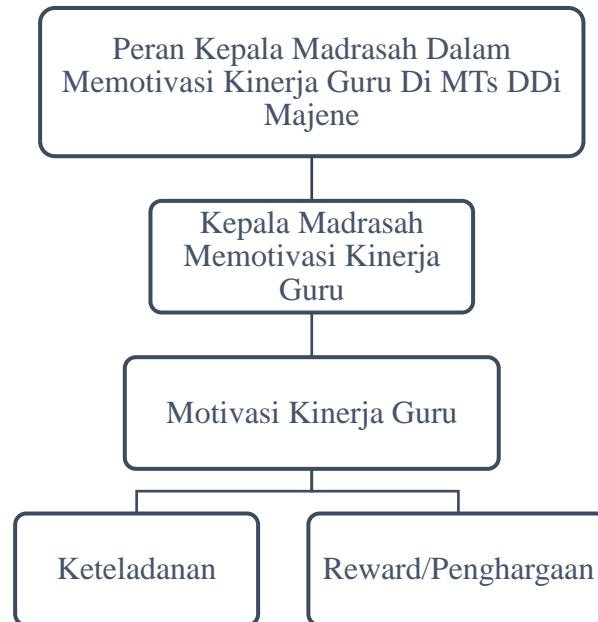 Peran Kepala Madrasah Dalam
Memotivasi Kinerja Guru Di MTs DDi
Majene
Kepala Madrasah
Memotivasi Kinerja
Guru
Motivasi Kinerja Guru
Keteladanan
Reward/Penghargaan